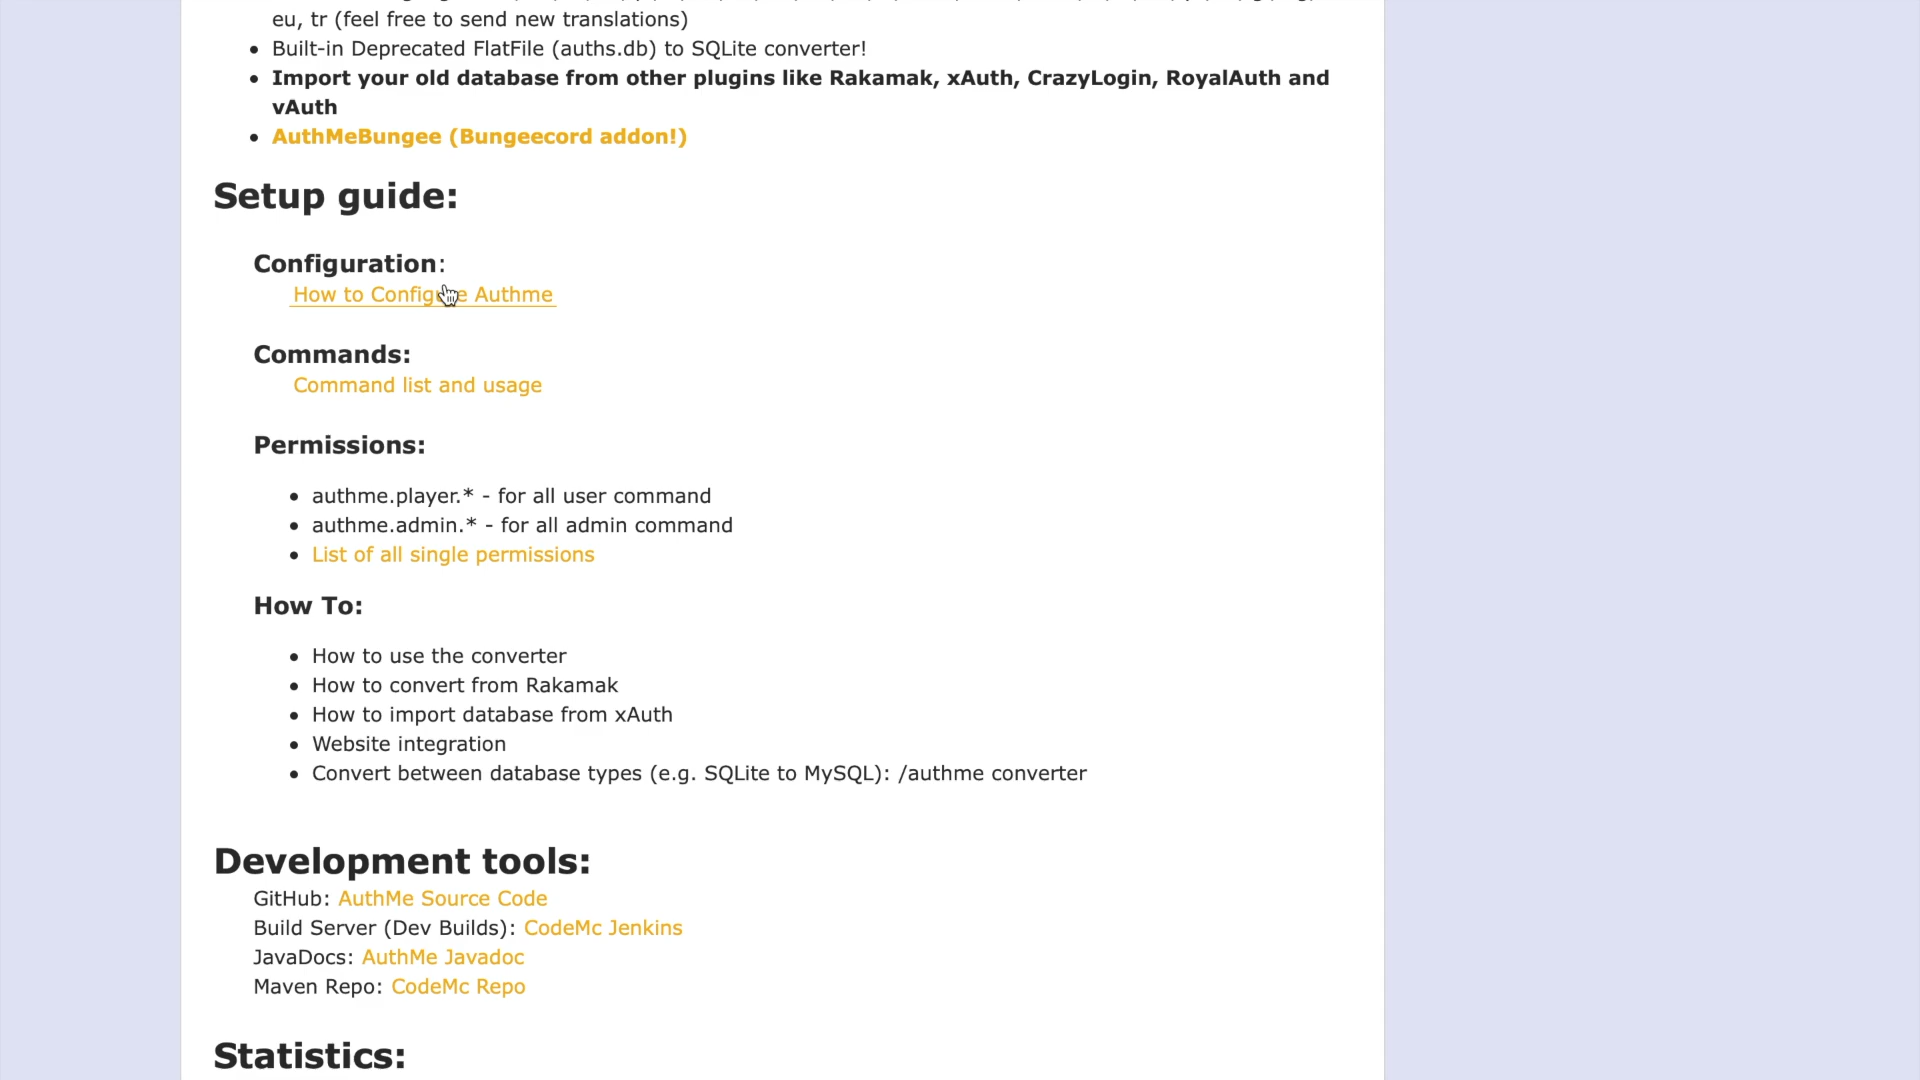 eu, tr (feel free to send new translations)
Built-in Deprecated FlatFile (auths.db) to SQLite converter!
Import your old database from other plugins like Rakamak, xAuth, CrazyLogin, RoyalAuth and
vAuth
AuthMeBungee (Bungeecord addon!)
Setup guide:
Configuration:
How to Configure Authme
Commands:
Command list and usage
Permissions:
authme.player.* - for all user command
authme.admin.* - for all admin command
List of all single permissions
How To:
How to use the converter
How to convert from Rakamak
How to import database from xAuth
Website integration
Convert between database types (e.g. SQLite to MySQL): /authme converter
Development tools:
GitHub: AuthMe Source Code
Build Server (Dev Builds): CodeMc Jenkins
JavaDocs: AuthMe Javadoc
Maven Repo: CodeMc Repo
Statistics: